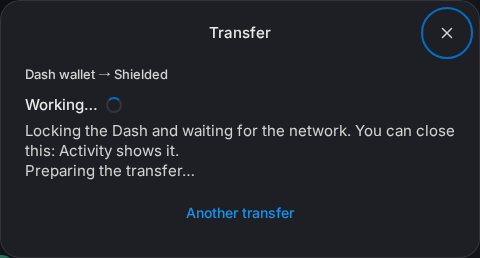 Transfer
Dash wallet → Shielded
Working...
Locking the Dash and waiting for the network. You can close
this: Activity shows it.
Preparing the transfer...
Another transfer